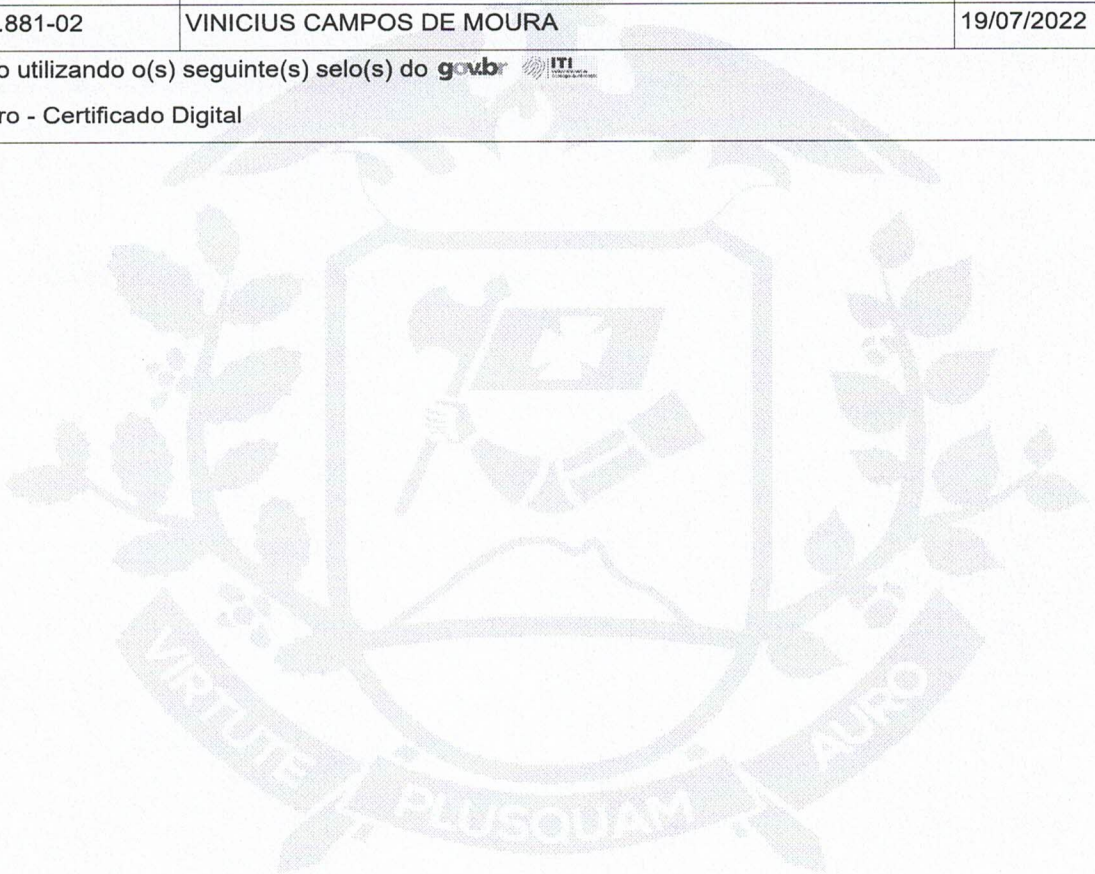 .881-02 VINICIUS CAMPOS DE MOURA 19/07/2022
o utilizando o(s) seguinte(s) selo(s) do gov.br ITI
ro - Certificado Digital
VIRTUTE PLUSQUAM AURO